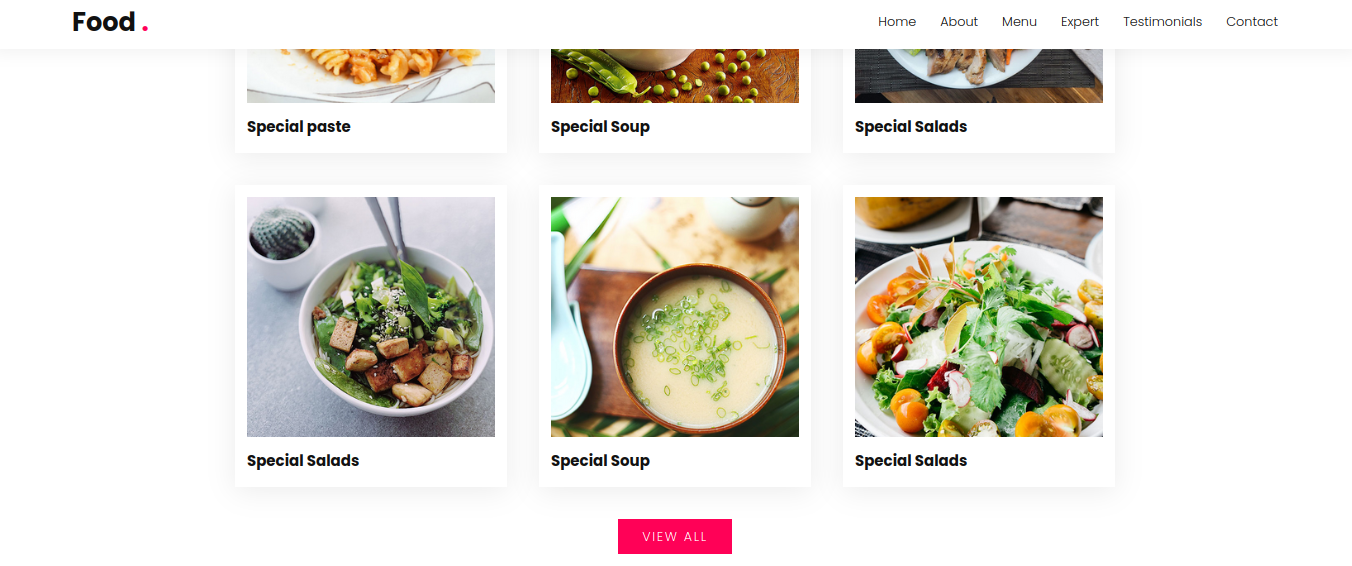 Food .
Home About Menu Expert Testimonials Contact
Special paste
Special Soup
Special Salads
Special Salads
Special Soup
Special Salads
VIEW ALL